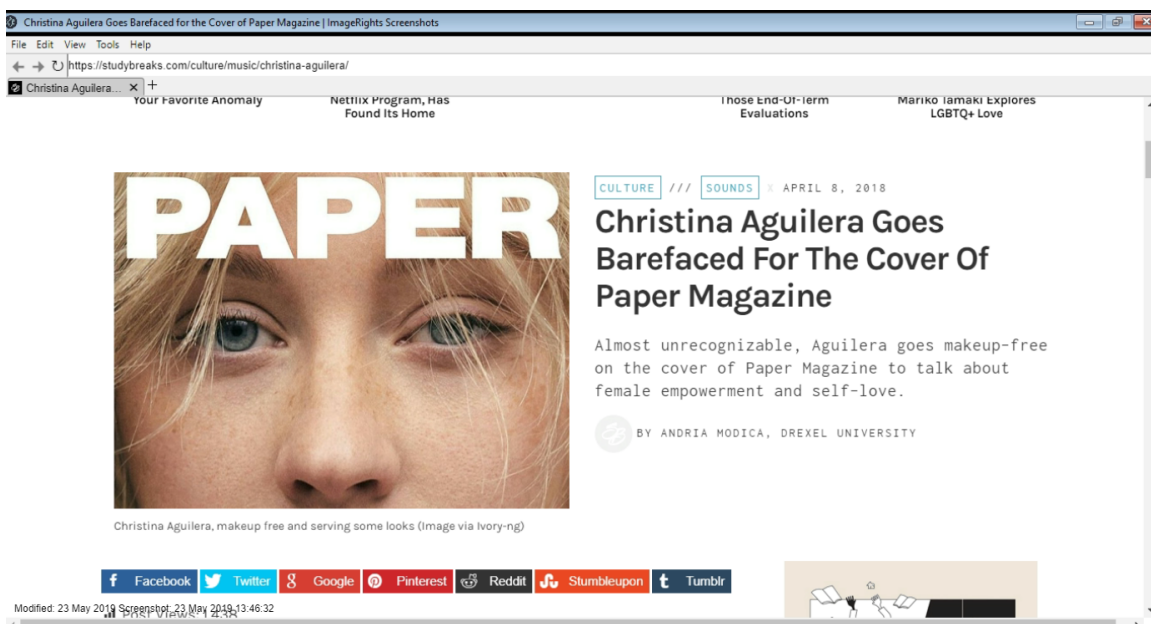 Christina Aguilera Goes Barefaced for the Cover of Paper Magazine | ImageRights Screenshots
File Edit View Tools Help
https://studybreaks.com/culture/music/christina-aguilera/
Christina Aguilera...
Your Favorite Anomaly
Netflix Program, Has
Found Its Home
Those End-Of-Term
Evaluations
Mariko Tamaki Explores
LGBTQ+ Love
PAPER
CULTURE /// SOUNDS X APRIL 8, 2018
Christina Aguilera Goes
Barefaced For The Cover Of
Paper Magazine
Almost unrecognizable, Aguilera goes makeup-free
on the cover of Paper Magazine to talk about
female empowerment and self-love.
BY ANDRIA MODICA, DREXEL UNIVERSITY
Christina Aguilera, makeup free and serving some looks (Image via Ivory-ng)
Facebook Twitter Google Pinterest Reddit Stumbleupon Tumblr
Modified: 23 May 2019 Screenshot: 23 May 2019 13:46:32
Post Views: 1,438